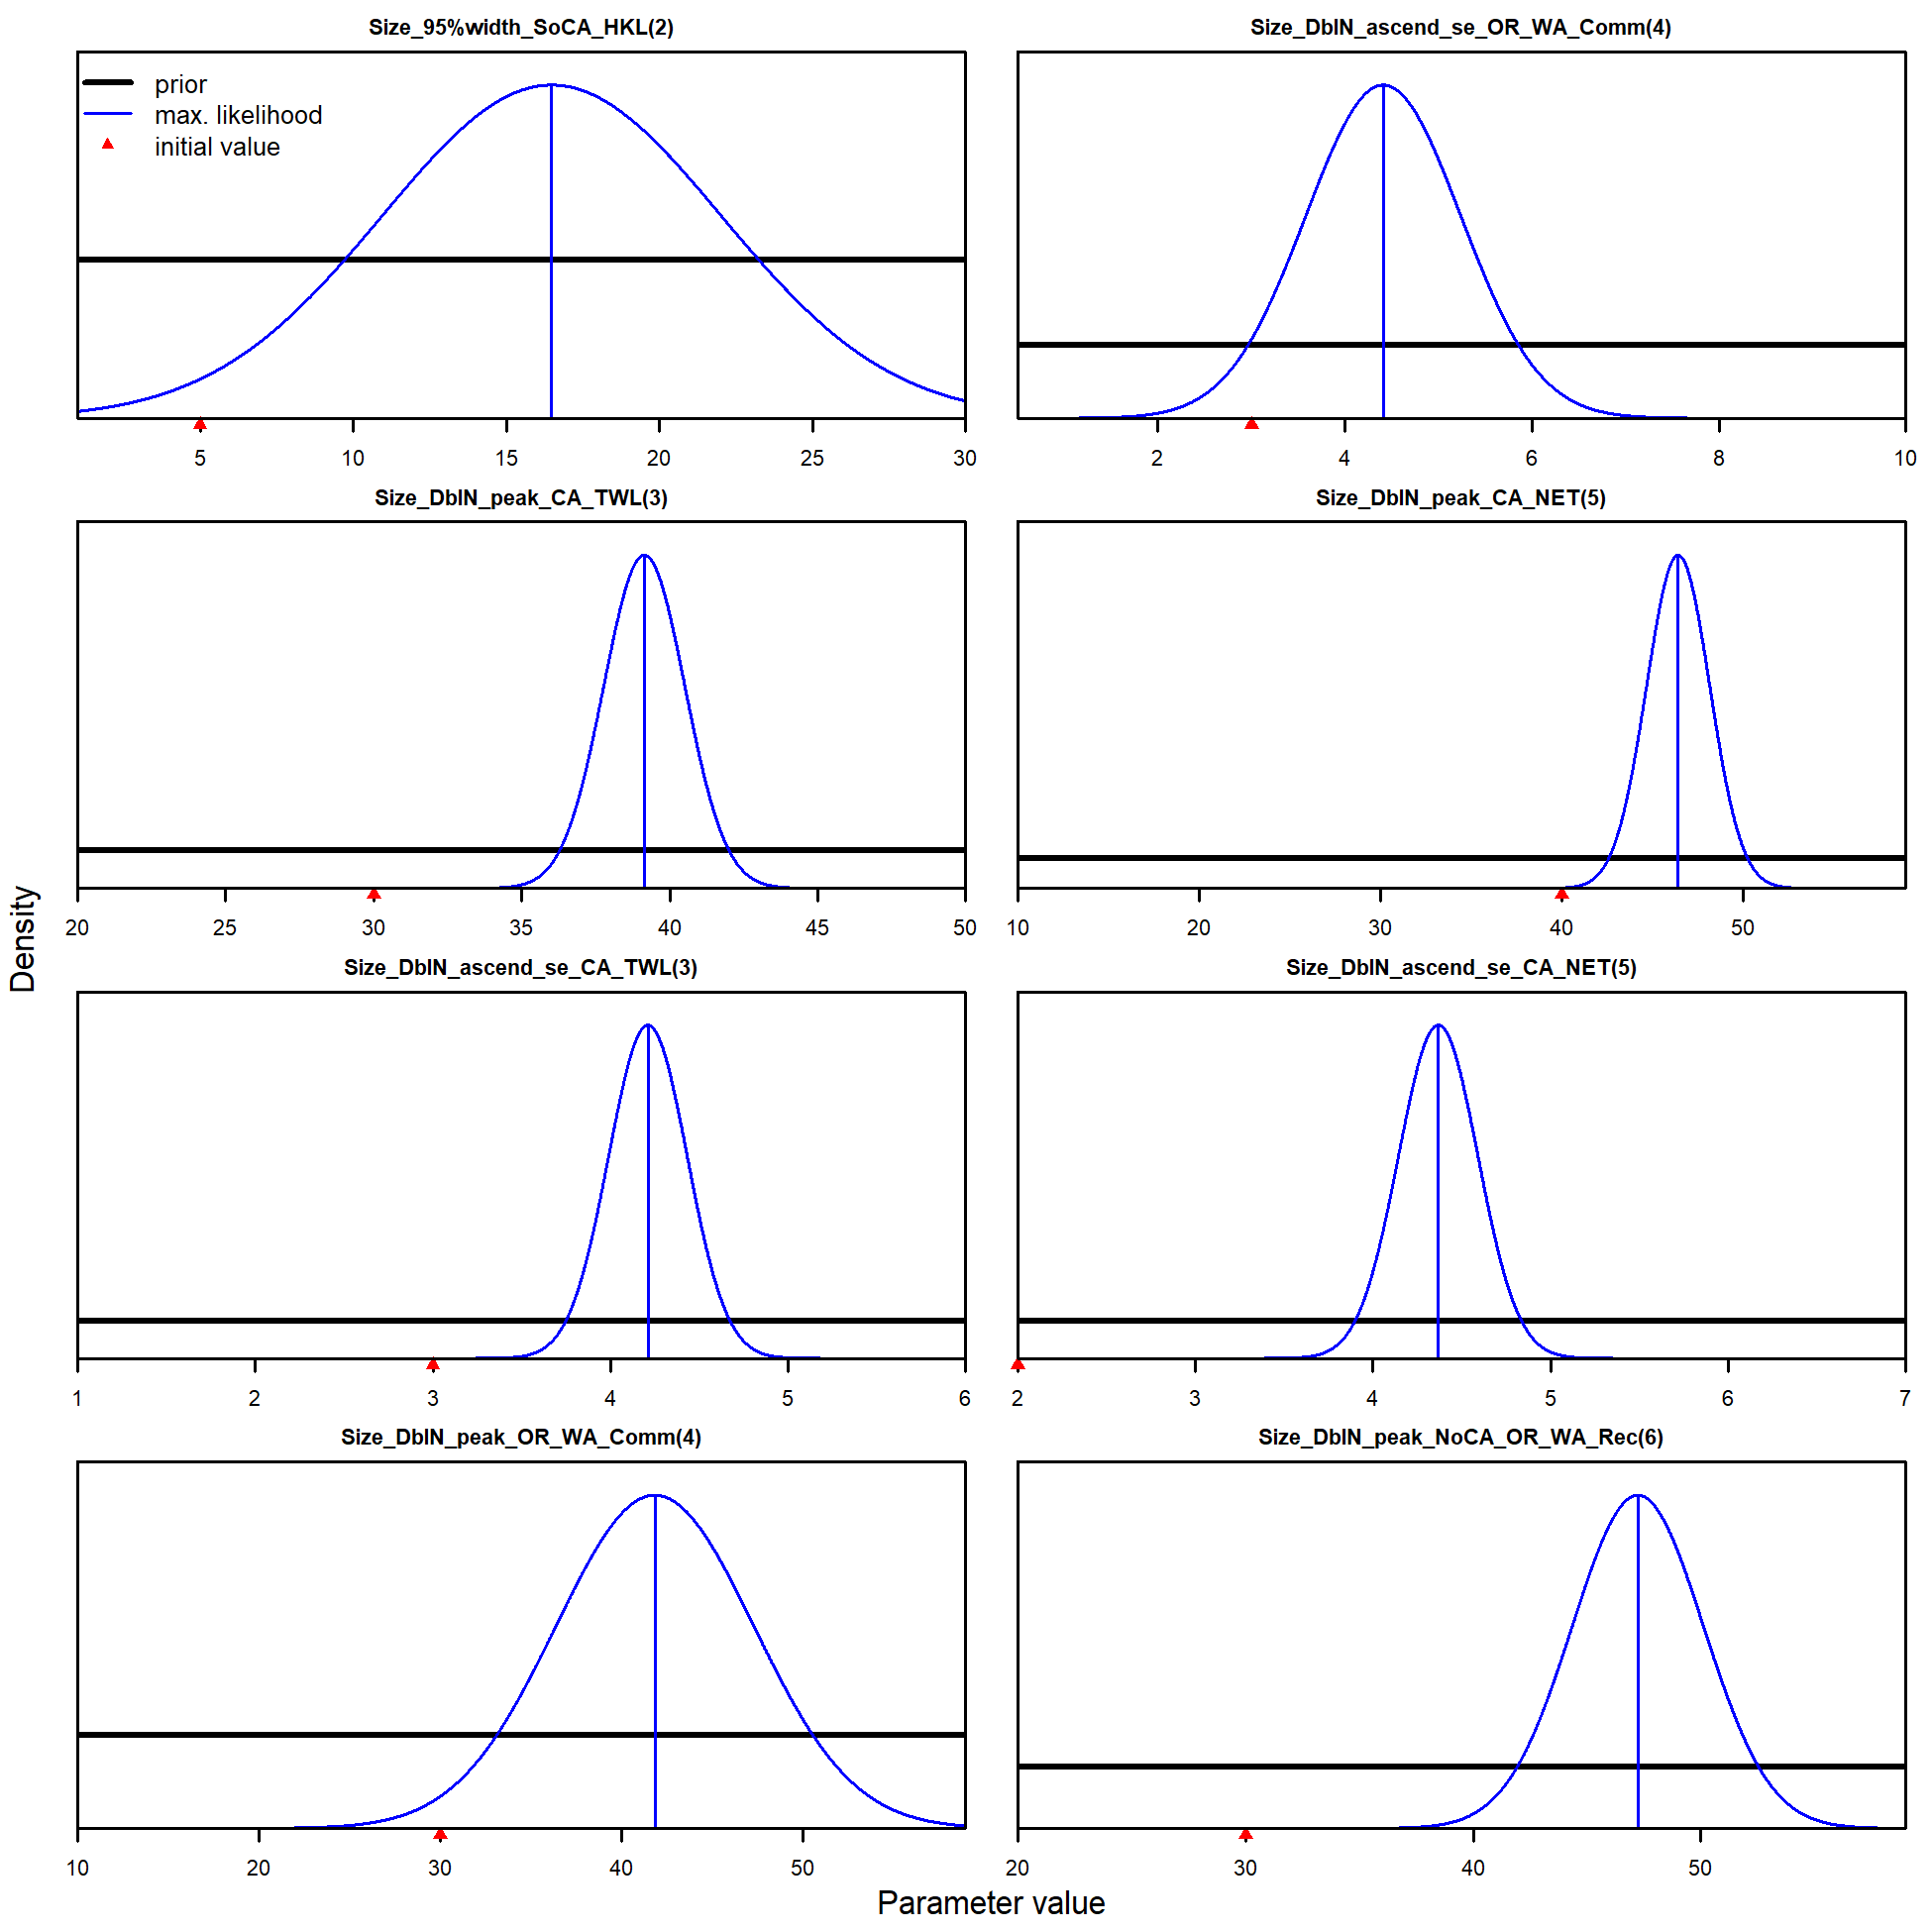 Size_95%width_SoCA_HKL(2)
prior
max. likelihood
initial value
5 10 15 20 25 30
Size_DblN_ascend_se_OR_WA_Comm(4)
2 4 6 8 10
Size_DblN_peak_CA_TWL(3)
20 25 30 35 40 45 50
Size_DblN_peak_CA_NET(5)
10 20 30 40 50
Size_DblN_ascend_se_CA_TWL(3)
1 2 3 4 5 6
Size_DblN_ascend_se_CA_NET(5)
2 3 4 5 6 7
Size_DblN_peak_OR_WA_Comm(4)
10 20 30 40 50
Size_DblN_peak_NoCA_OR_WA_Rec(6)
20 30 40 50
Density
Parameter value